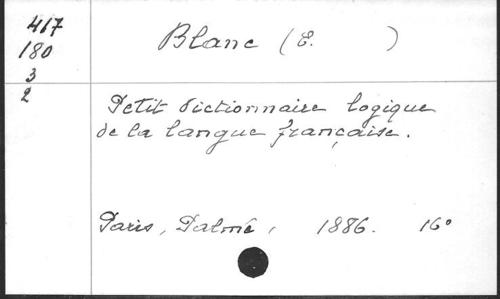 417
180
3
2
Blanc (E. )
Petit dictionnaire logique
de la langue française.
Paris, Palmé, 1886. 16°